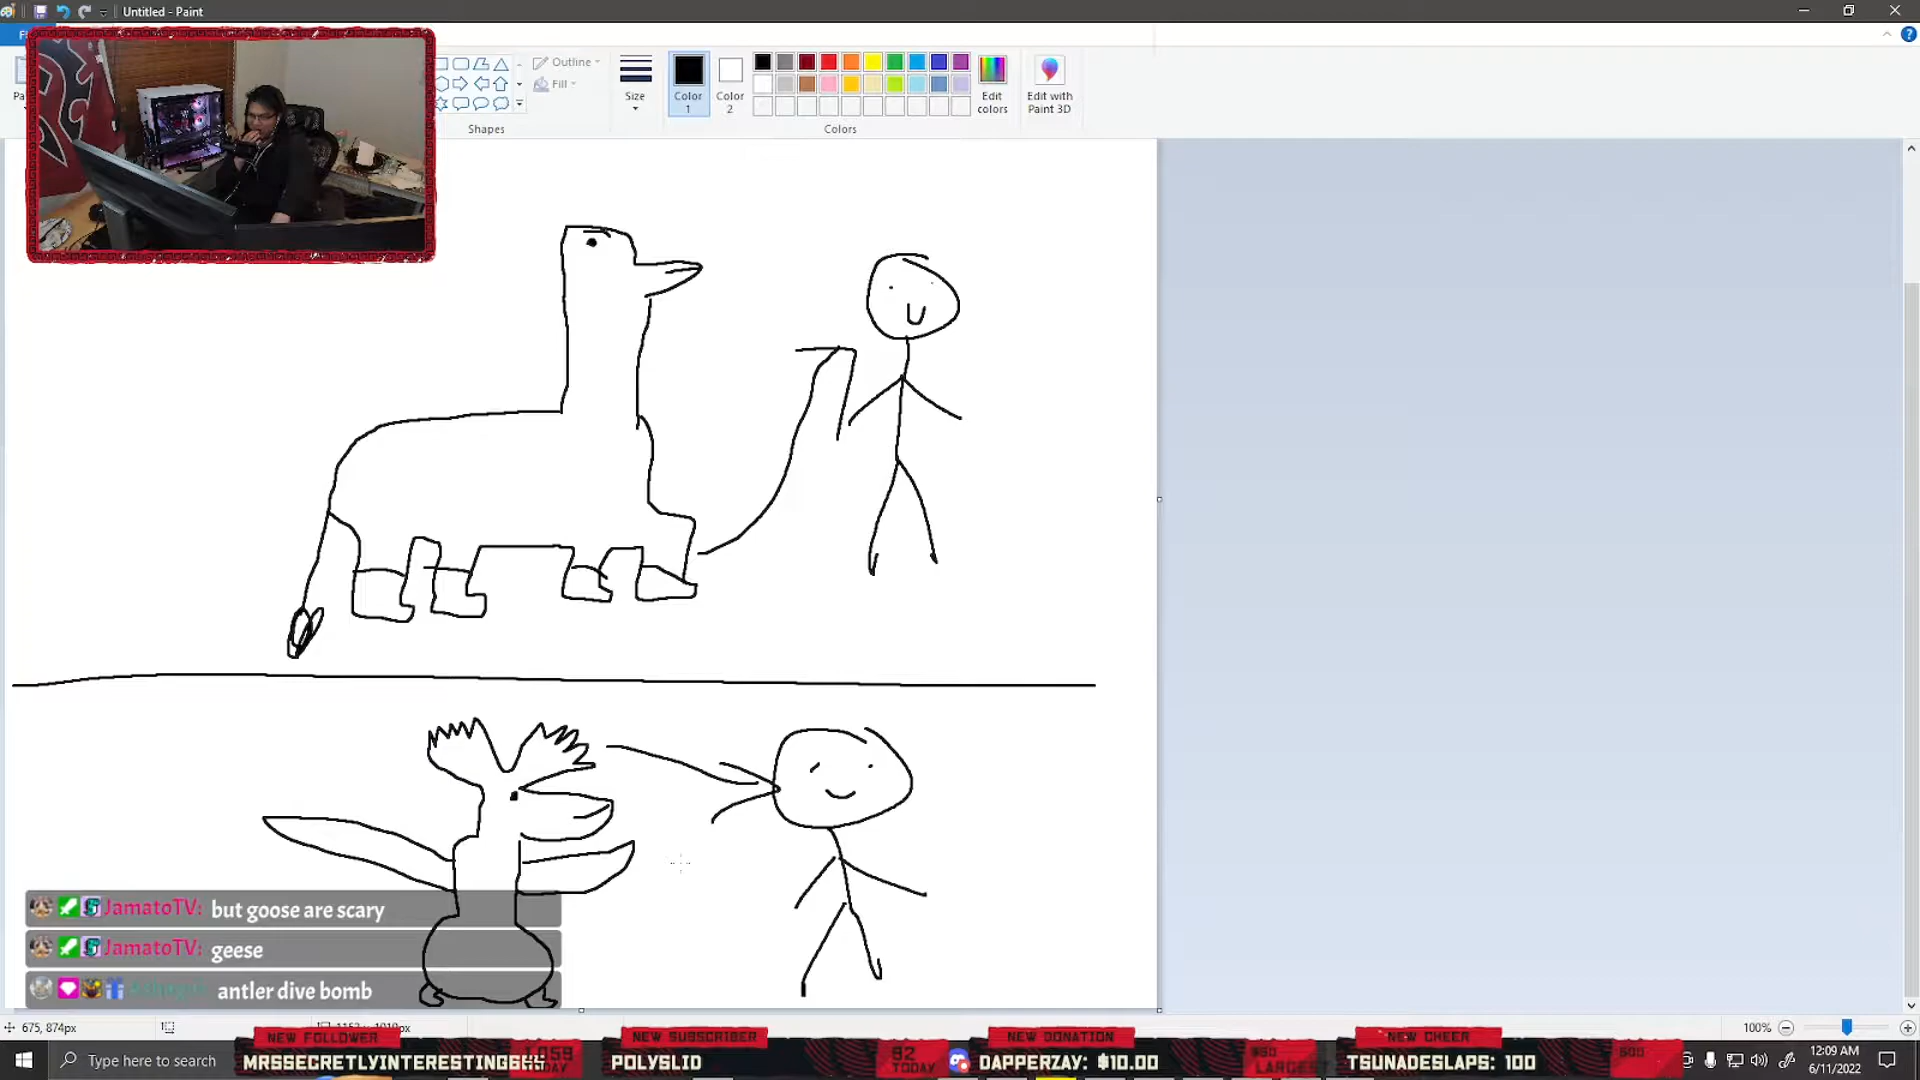 Untitled - Paint
Outline
Fill
Size
Color
1
Color
2
Edit
colors
Edit with
Paint 3D
Shapes
Colors
JamatoTV: but goose are scary
JamatoTV: geese
antler dive bomb
675, 874px
100%
NEW FOLLOWER
MRSSECRETLYINTERESTING665
NEW SUBSCRIBER
POLYSLID
NEW DONATION
DAPPERZAY: $10.00
NEW CHEER
TSUNADESLAPS: 100
Type here to search
12:09 AM
6/11/2022